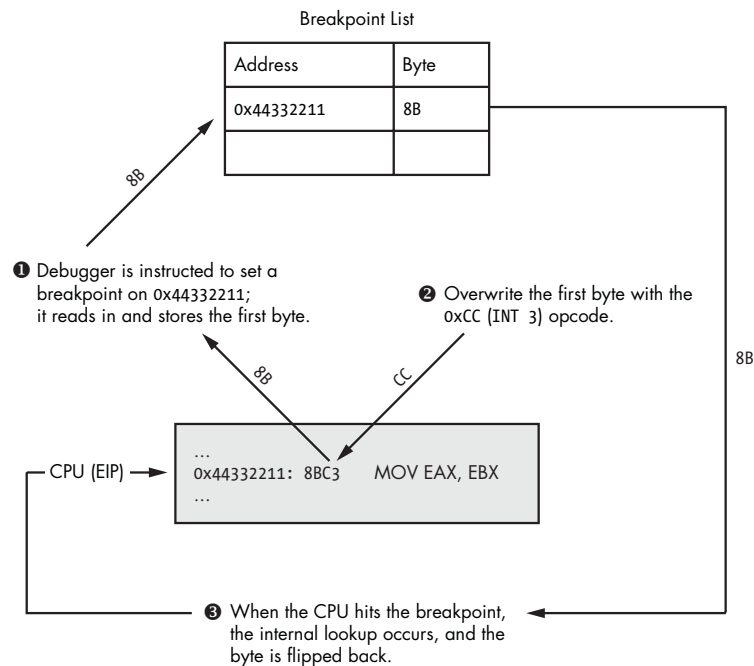 Breakpoint List
Address Byte
0x44332211 8B
8B
❶ Debugger is instructed to set a
breakpoint on 0x44332211;
it reads in and stores the first byte.
❷ Overwrite the first byte with the
0xCC (INT 3) opcode.
8B
8B
CC
...
CPU (EIP)
0x44332211: 8BC3 MOV EAX, EBX
...
❸ When the CPU hits the breakpoint,
the internal lookup occurs, and the
byte is flipped back.